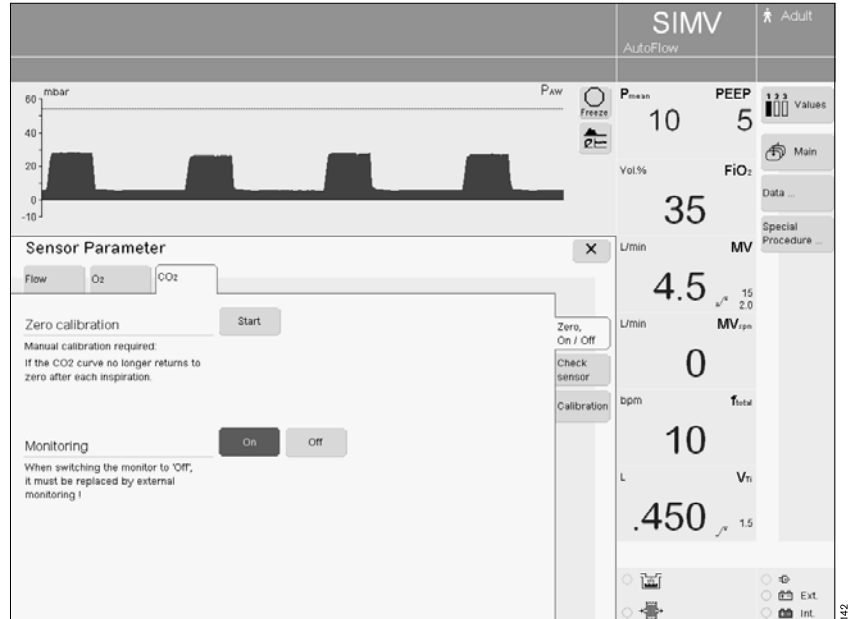 SIMV
AutoFlow
Adult
mbar
PAW
60
40
20
0
-10
Freeze
Pmean PEEP
10 5
Vol.% FiO2
35
L/min MV
4.5 15
2.0
L/min MVspn
0
bpm ftotal
10
L VTi
.450 1.5
1 2 3
Values
Main
Data ...
Special
Procedure ...
Sensor Parameter
X
Flow O2 CO2
Zero calibration Start
Manual calibration required:
If the CO2 curve no longer returns to
zero after each inspiration.
Monitoring On Off
When switching the monitor to 'Off',
it must be replaced by external
monitoring !
Zero,
On / Off
Check
sensor
Calibration
Ext.
Int.
142